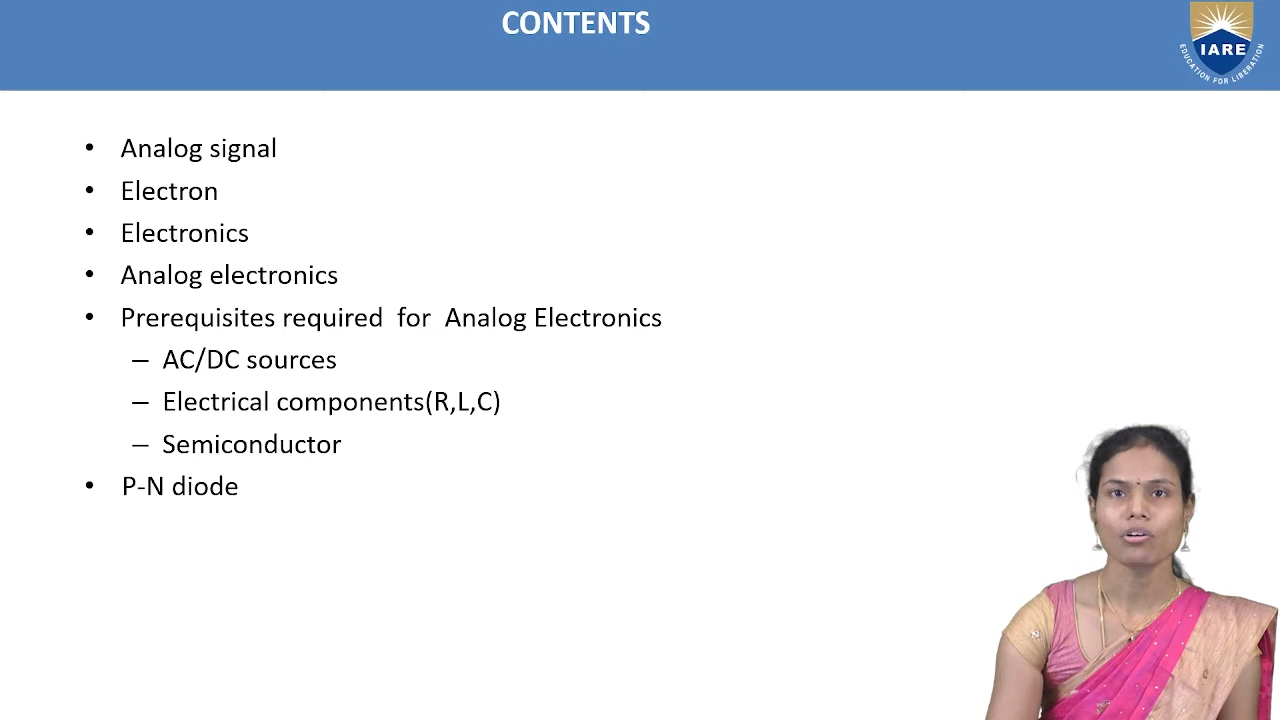 CONTENTS
IARE
EDUCATION FOR LIBERATION
• Analog signal
• Electron
• Electronics
• Analog electronics
• Prerequisites required for Analog Electronics
– AC/DC sources
– Electrical components(R,L,C)
– Semiconductor
• P-N diode